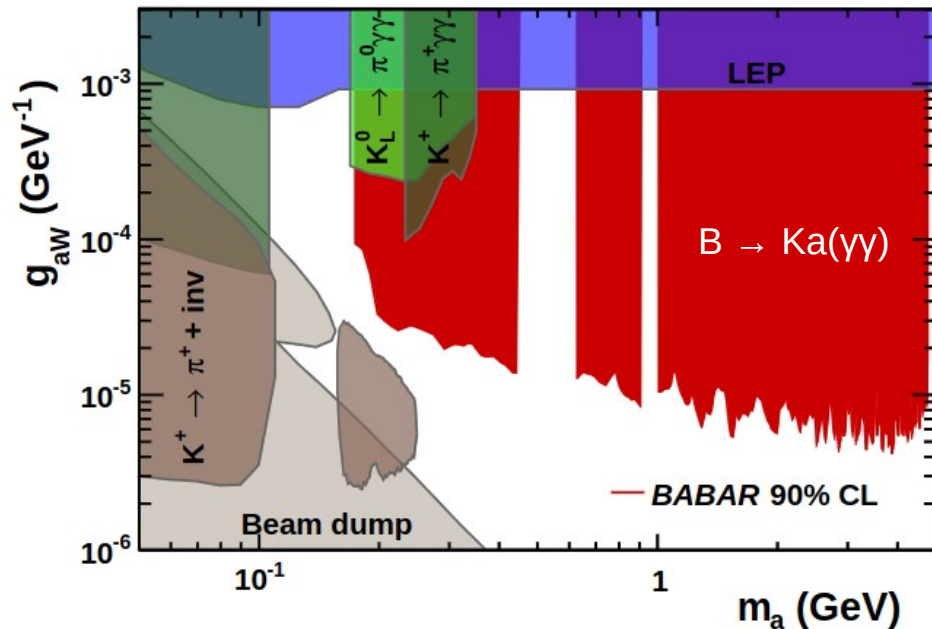 g_aW (GeV⁻¹)
10⁻³
10⁻⁴
10⁻⁵
10⁻⁶
K⁰_L → π⁰γγ
K⁺ → π⁺γγ
LEP
B → Ka(γγ)
K⁺ → π⁺ + inv
BABAR 90% CL
Beam dump
10⁻¹
1
m_a (GeV)